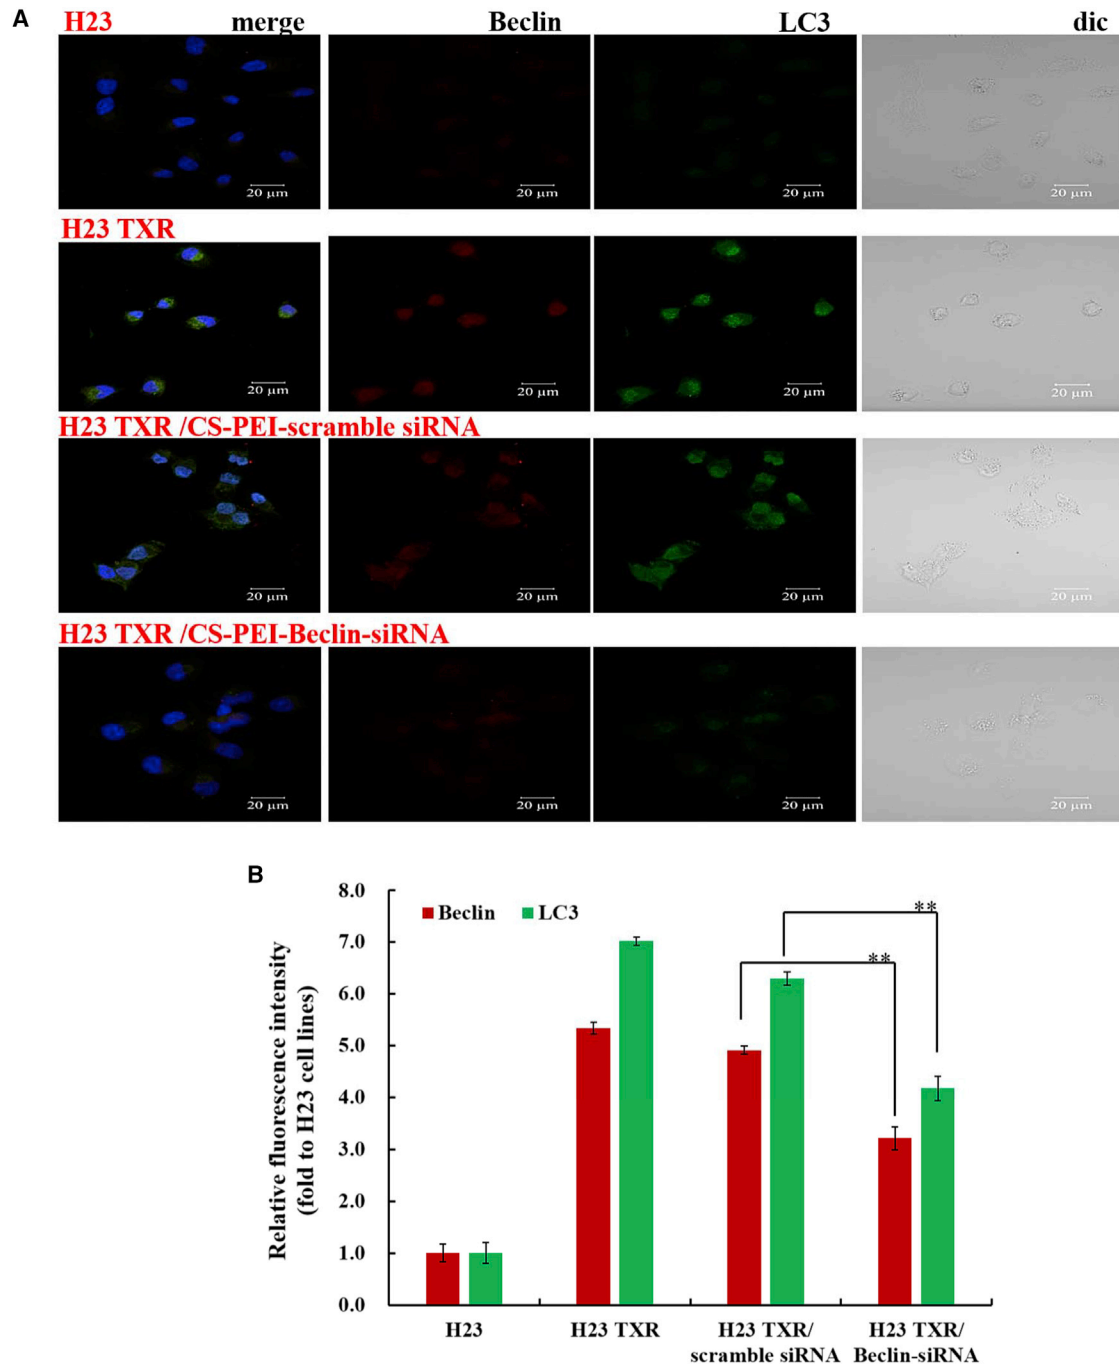 A
H23 merge Beclin LC3 dic
20 µm 20 µm 20 µm 20 µm
H23 TXR
20 µm 20 µm 20 µm 20 µm
H23 TXR /CS-PEI-scramble siRNA
20 µm 20 µm 20 µm 20 µm
H23 TXR /CS-PEI-Beclin-siRNA
20 µm 20 µm 20 µm 20 µm
B
Relative fluorescence intensity
(fold to H23 cell lines)
8.0
7.0
6.0
5.0
4.0
3.0
2.0
1.0
0.0
Beclin LC3
**
**
H23 H23 TXR H23 TXR/ H23 TXR/
scramble siRNA Beclin-siRNA